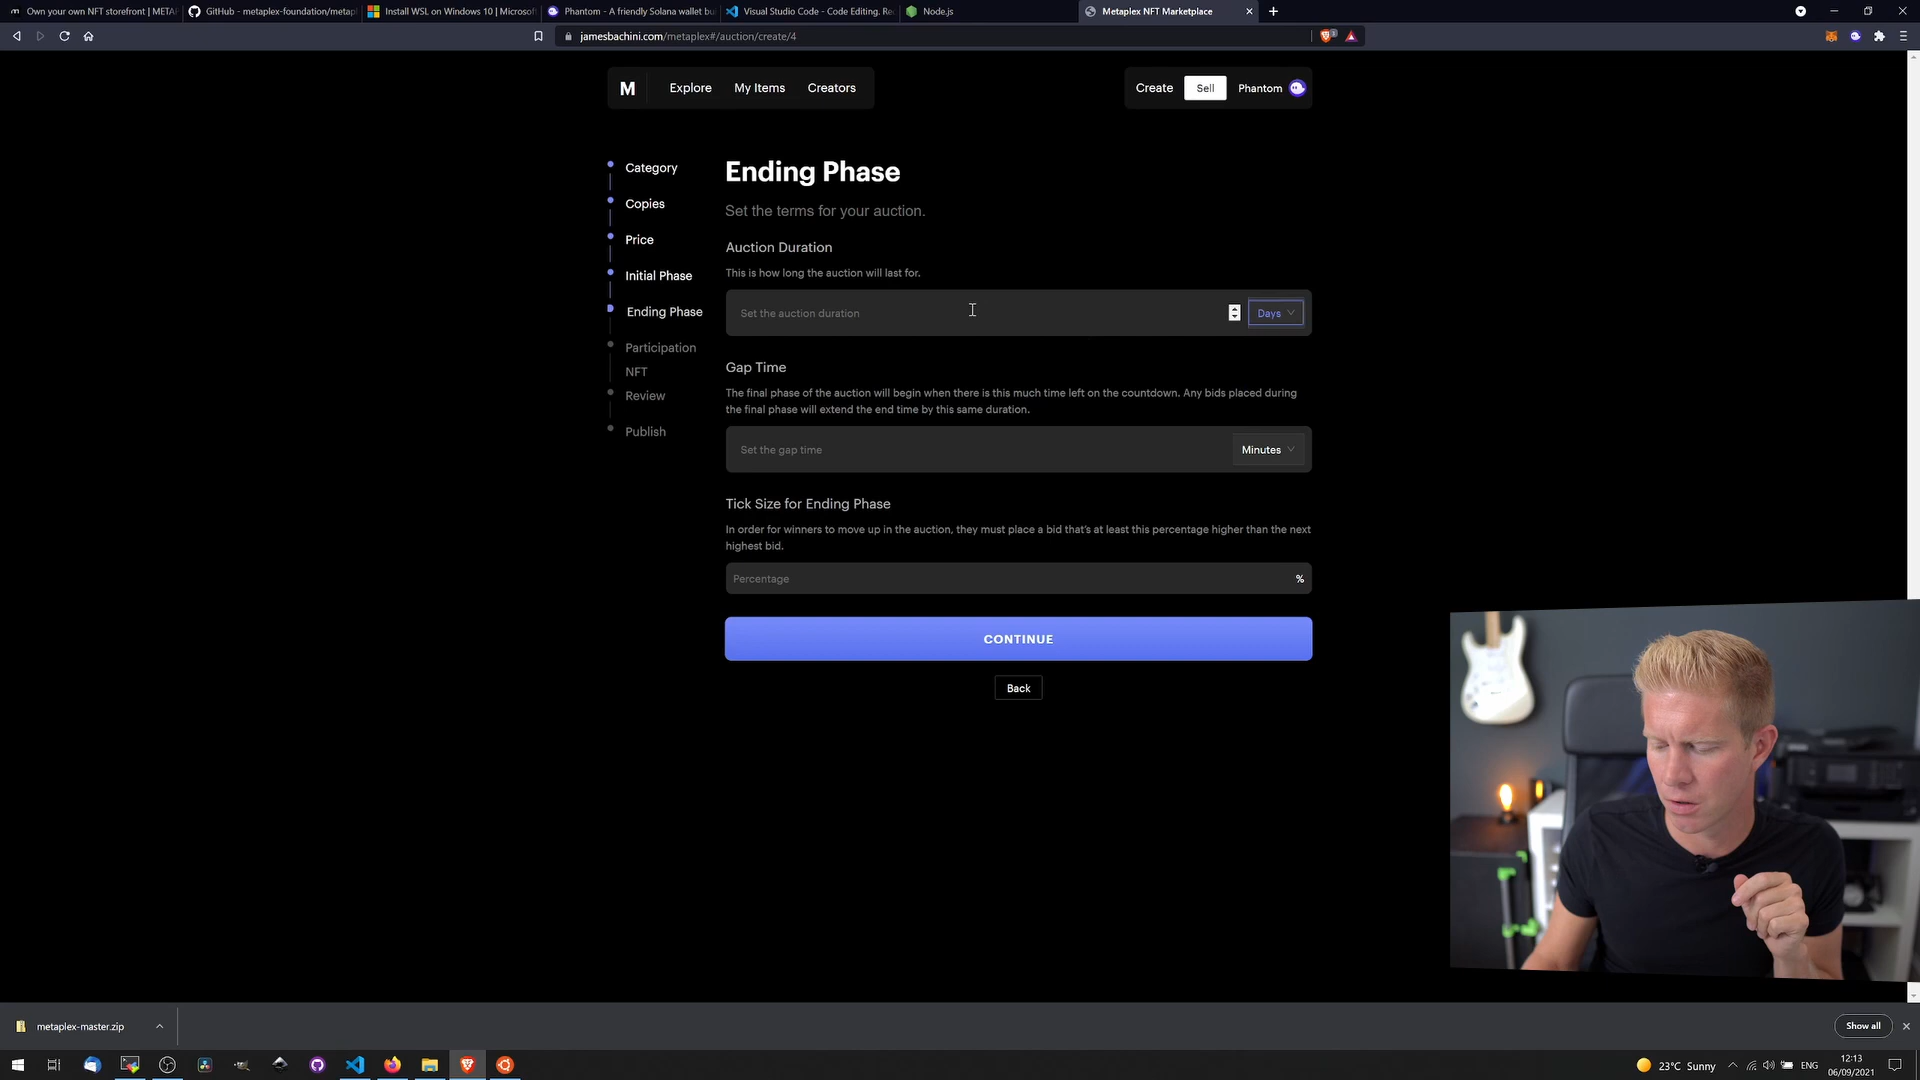 Own your own NFT storefront | META
GitHub - metaplex-foundation/metap
Install WSL on Windows 10 | Microsof
Phantom - A friendly Solana wallet bu
Visual Studio Code - Code Editing. Re
Node.js
Metaplex NFT Marketplace
jamesbachini.com/metaplex#/auction/create/4
M
Explore
My Items
Creators
Create
Sell
Phantom
Category
Copies
Price
Initial Phase
Ending Phase
Participation
NFT
Review
Publish
Ending Phase
Set the terms for your auction.
Auction Duration
This is how long the auction will last for.
Set the auction duration
Days
Gap Time
The final phase of the auction will begin when there is this much time left on the countdown. Any bids placed during
the final phase will extend the end time by this same duration.
Set the gap time
Minutes
Tick Size for Ending Phase
In order for winners to move up in the auction, they must place a bid that's at least this percentage higher than the next
highest bid.
Percentage
%
CONTINUE
Back
metaplex-master.zip
Show all
23°C Sunny
ENG
12:13
06/09/2021